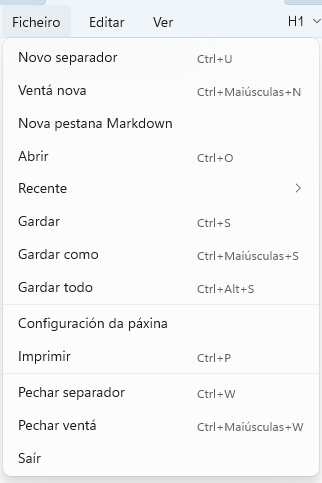 Ficheiro Editar Ver H1
Novo separador Ctrl+U
Ventá nova Ctrl+Maiúsculas+N
Nova pestana Markdown
Abrir Ctrl+O
Recente
Gardar Ctrl+S
Gardar como Ctrl+Maiúsculas+S
Gardar todo Ctrl+Alt+S
Configuración da páxina
Imprimir Ctrl+P
Pechar separador Ctrl+W
Pechar ventá Ctrl+Maiúsculas+W
Saír